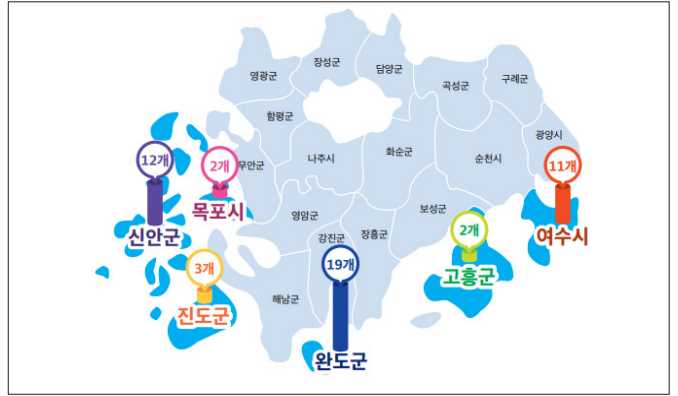 장성군
담양군
영광군
곡성군
구례군
함평군
광양시
12개
2개
무안군
나주시
화순군
순천시
11개
신안군
목포시
영암군
보성군
강진군
장흥군
2개
여수시
3개
19개
고흥군
진도군
해남군
완도군